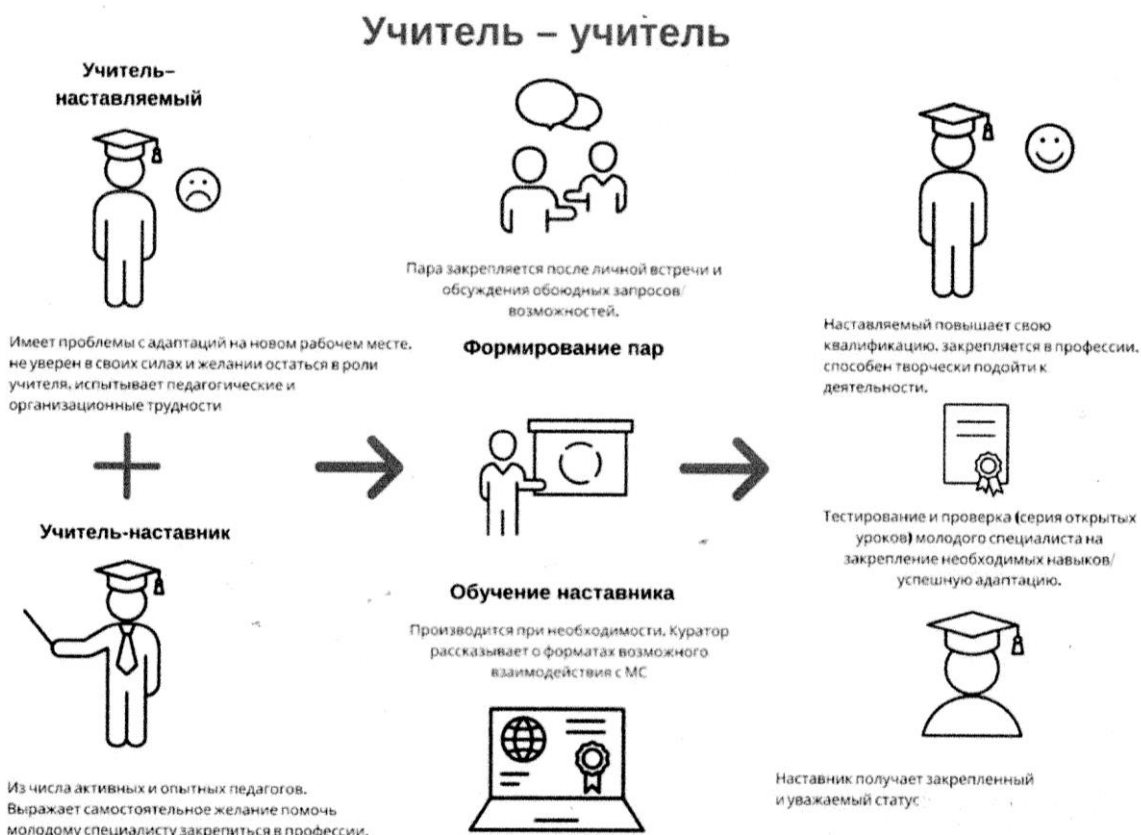 Учитель – учитель
Учитель–
наставляемый
Имеет проблемы с адаптаций на новом рабочем месте,
не уверен в своих силах и желании остаться в роли
учителя, испытывает педагогические и
организационные трудности
Учитель-наставник
Из числа активных и опытных педагогов.
Выражает самостоятельное желание помочь
молодому специалисту закрепиться в профессии.
Пара закрепляется после личной встречи и
обсуждения обоюдных запросов/
возможностей.
Формирование пар
Обучение наставника
Производится при необходимости. Куратор
рассказывает о форматах возможного
взаимодействия с МС
Наставляемый повышает свою
квалификацию, закрепляется в профессии,
способен творчески подойти к
деятельности.
Тестирование и проверка (серия открытых
уроков) молодого специалиста на
закрепление необходимых навыков/
успешную адаптацию.
Наставник получает закрепленный
и уважаемый статус